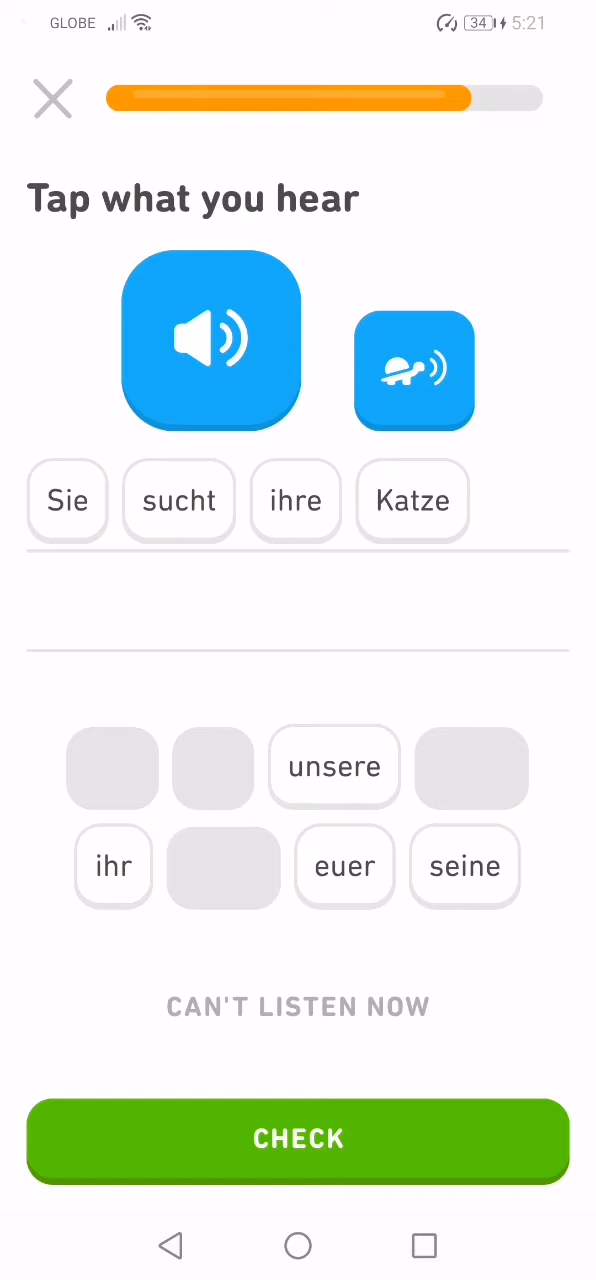 GLOBE 34 5:21
Tap what you hear
Sie sucht ihre Katze
unsere
ihr euer seine
CAN'T LISTEN NOW
CHECK